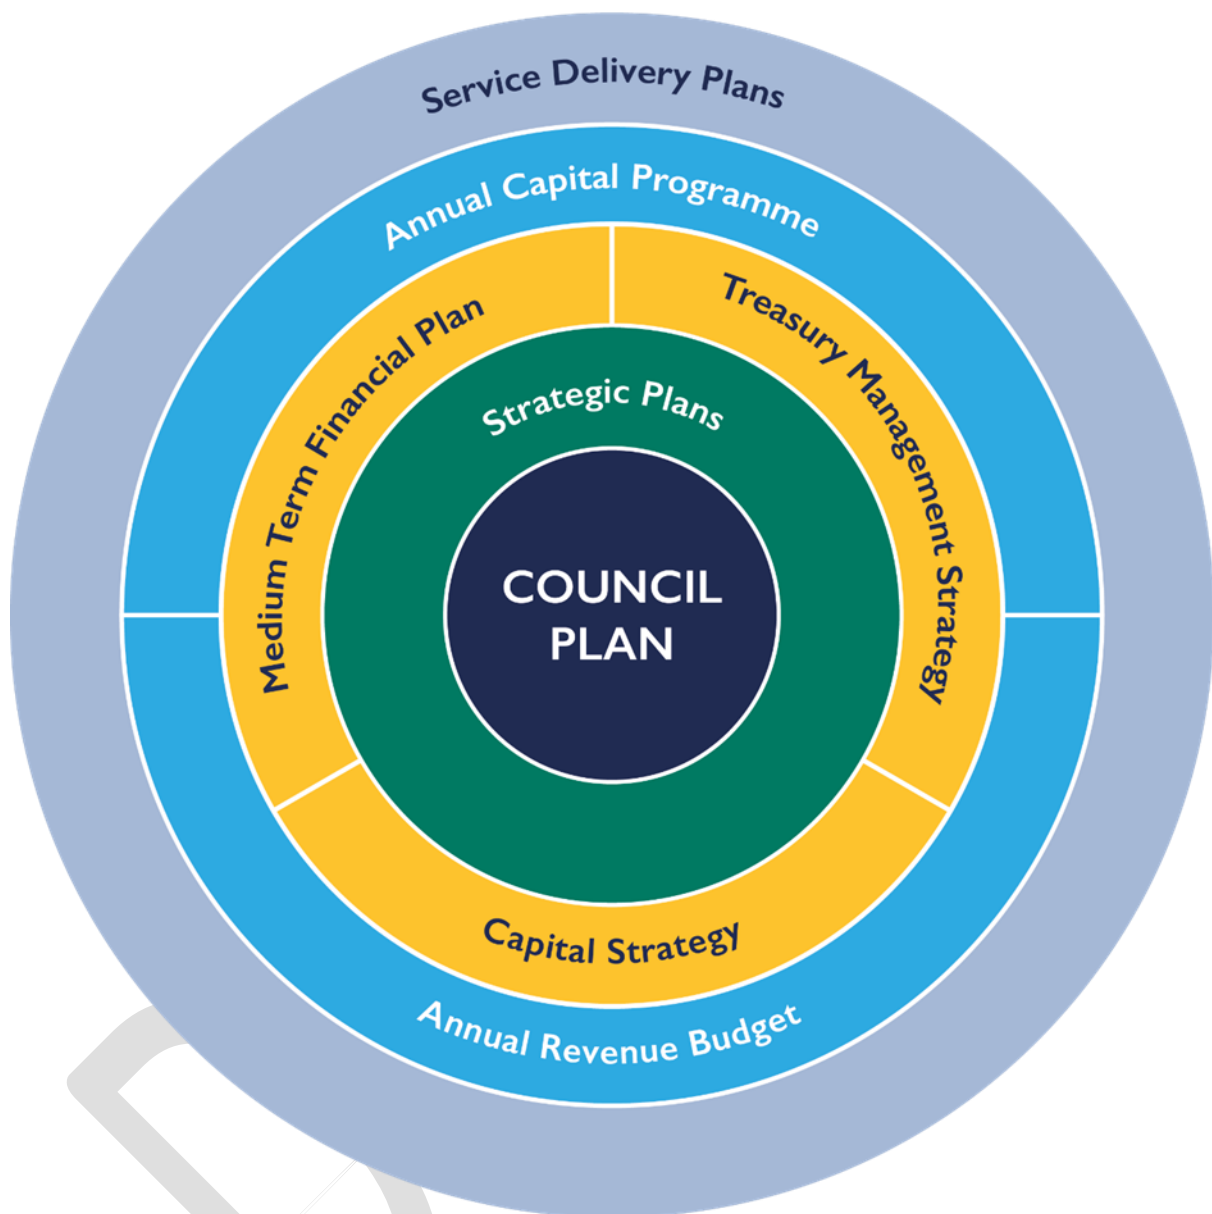 Service Delivery Plans
Annual Capital Programme
Medium Term Financial Plan
Treasury Management Strategy
Strategic Plans
COUNCIL
PLAN
Capital Strategy
Annual Revenue Budget